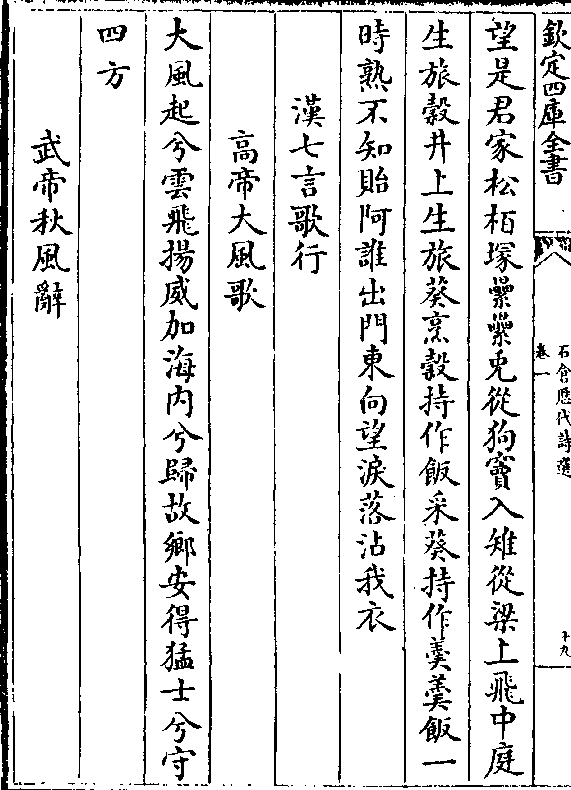 欽定四庫全書
石倉歷代詩選
卷一
十九
望是君家松栢塚纍纍兎從狗竇入雉從梁上飛中庭
生旅榖井上生旅葵烹榖持作飯采葵持作羮羮飯一
時熟不知貽阿誰出門東向望淚落沾我衣
漢七言歌行
高帝大風歌
大風起兮雲飛揚威加海内兮歸故鄉安得猛士兮守
四方
武帝秋風辭